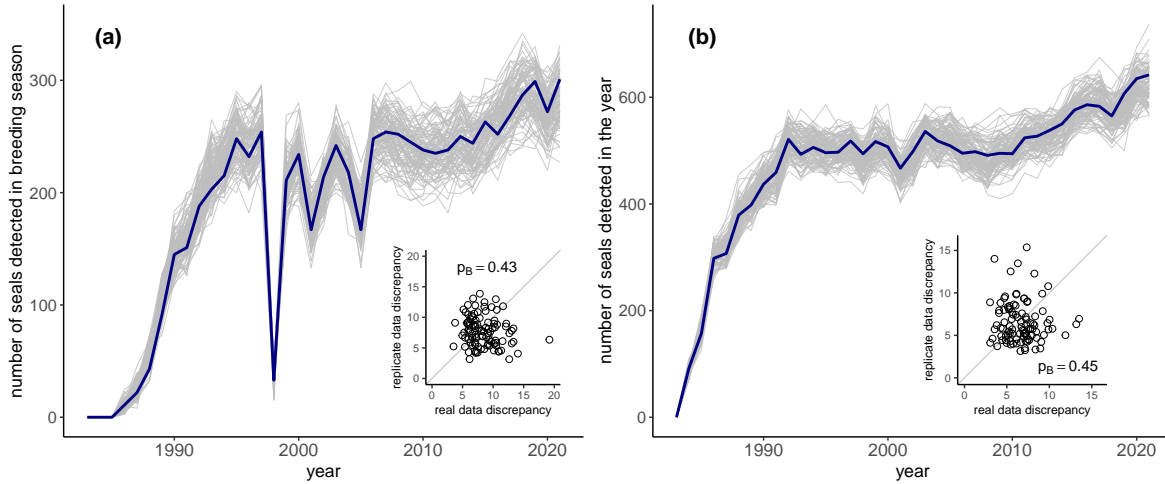 (a)
number of seals detected in breeding season
300
200
100
0
1990
2000
2010
2020
year
pB = 0.43
replicate data discrepancy
20
15
10
5
0
0 5 10 15 20
real data discrepancy
(b)
number of seals detected in the year
600
400
200
0
1990
2000
2010
2020
year
replicate data discrepancy
15
10
5
0
pB = 0.45
0 5 10 15
real data discrepancy